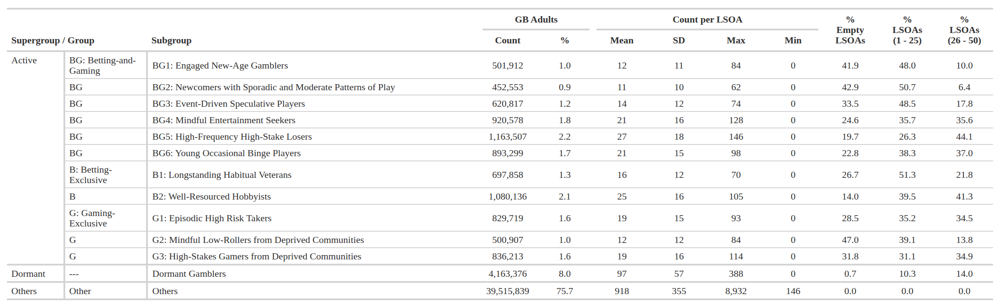 GB Adults Count per LSOA % % %
Empty LSOAs LSOAs
Supergroup / Group Subgroup Count % Mean SD Max Min LSOAs (1 - 25) (26 - 50)
Active BG: Betting-and-
Gaming BG1: Engaged New-Age Gamblers 501,912 1.0 12 11 84 0 41.9 48.0 10.0
BG BG2: Newcomers with Sporadic and Moderate Patterns of Play 452,553 0.9 11 10 62 0 42.9 50.7 6.4
BG BG3: Event-Driven Speculative Players 620,817 1.2 14 12 74 0 33.5 48.5 17.8
BG BG4: Mindful Entertainment Seekers 920,578 1.8 21 16 128 0 24.6 35.7 35.6
BG BG5: High-Frequency High-Stake Losers 1,163,507 2.2 27 18 146 0 19.7 26.3 44.1
BG BG6: Young Occasional Binge Players 893,299 1.7 21 15 98 0 22.8 38.3 37.0
B: Betting-
Exclusive B1: Longstanding Habitual Veterans 697,858 1.3 16 12 70 0 26.7 51.3 21.8
B B2: Well-Resourced Hobbyists 1,080,136 2.1 25 16 105 0 14.0 39.5 41.3
G: Gaming-
Exclusive G1: Episodic High Risk Takers 829,719 1.6 19 15 93 0 28.5 35.2 34.5
G G2: Mindful Low-Rollers from Deprived Communities 500,907 1.0 12 12 84 0 47.0 39.1 13.8
G G3: High-Stakes Gamers from Deprived Communities 836,213 1.6 19 16 114 0 31.8 31.1 34.9
Dormant --- Dormant Gamblers 4,163,376 8.0 97 57 388 0 0.7 10.3 14.0
Others Other Others 39,515,839 75.7 918 355 8,932 146 0.0 0.0 0.0